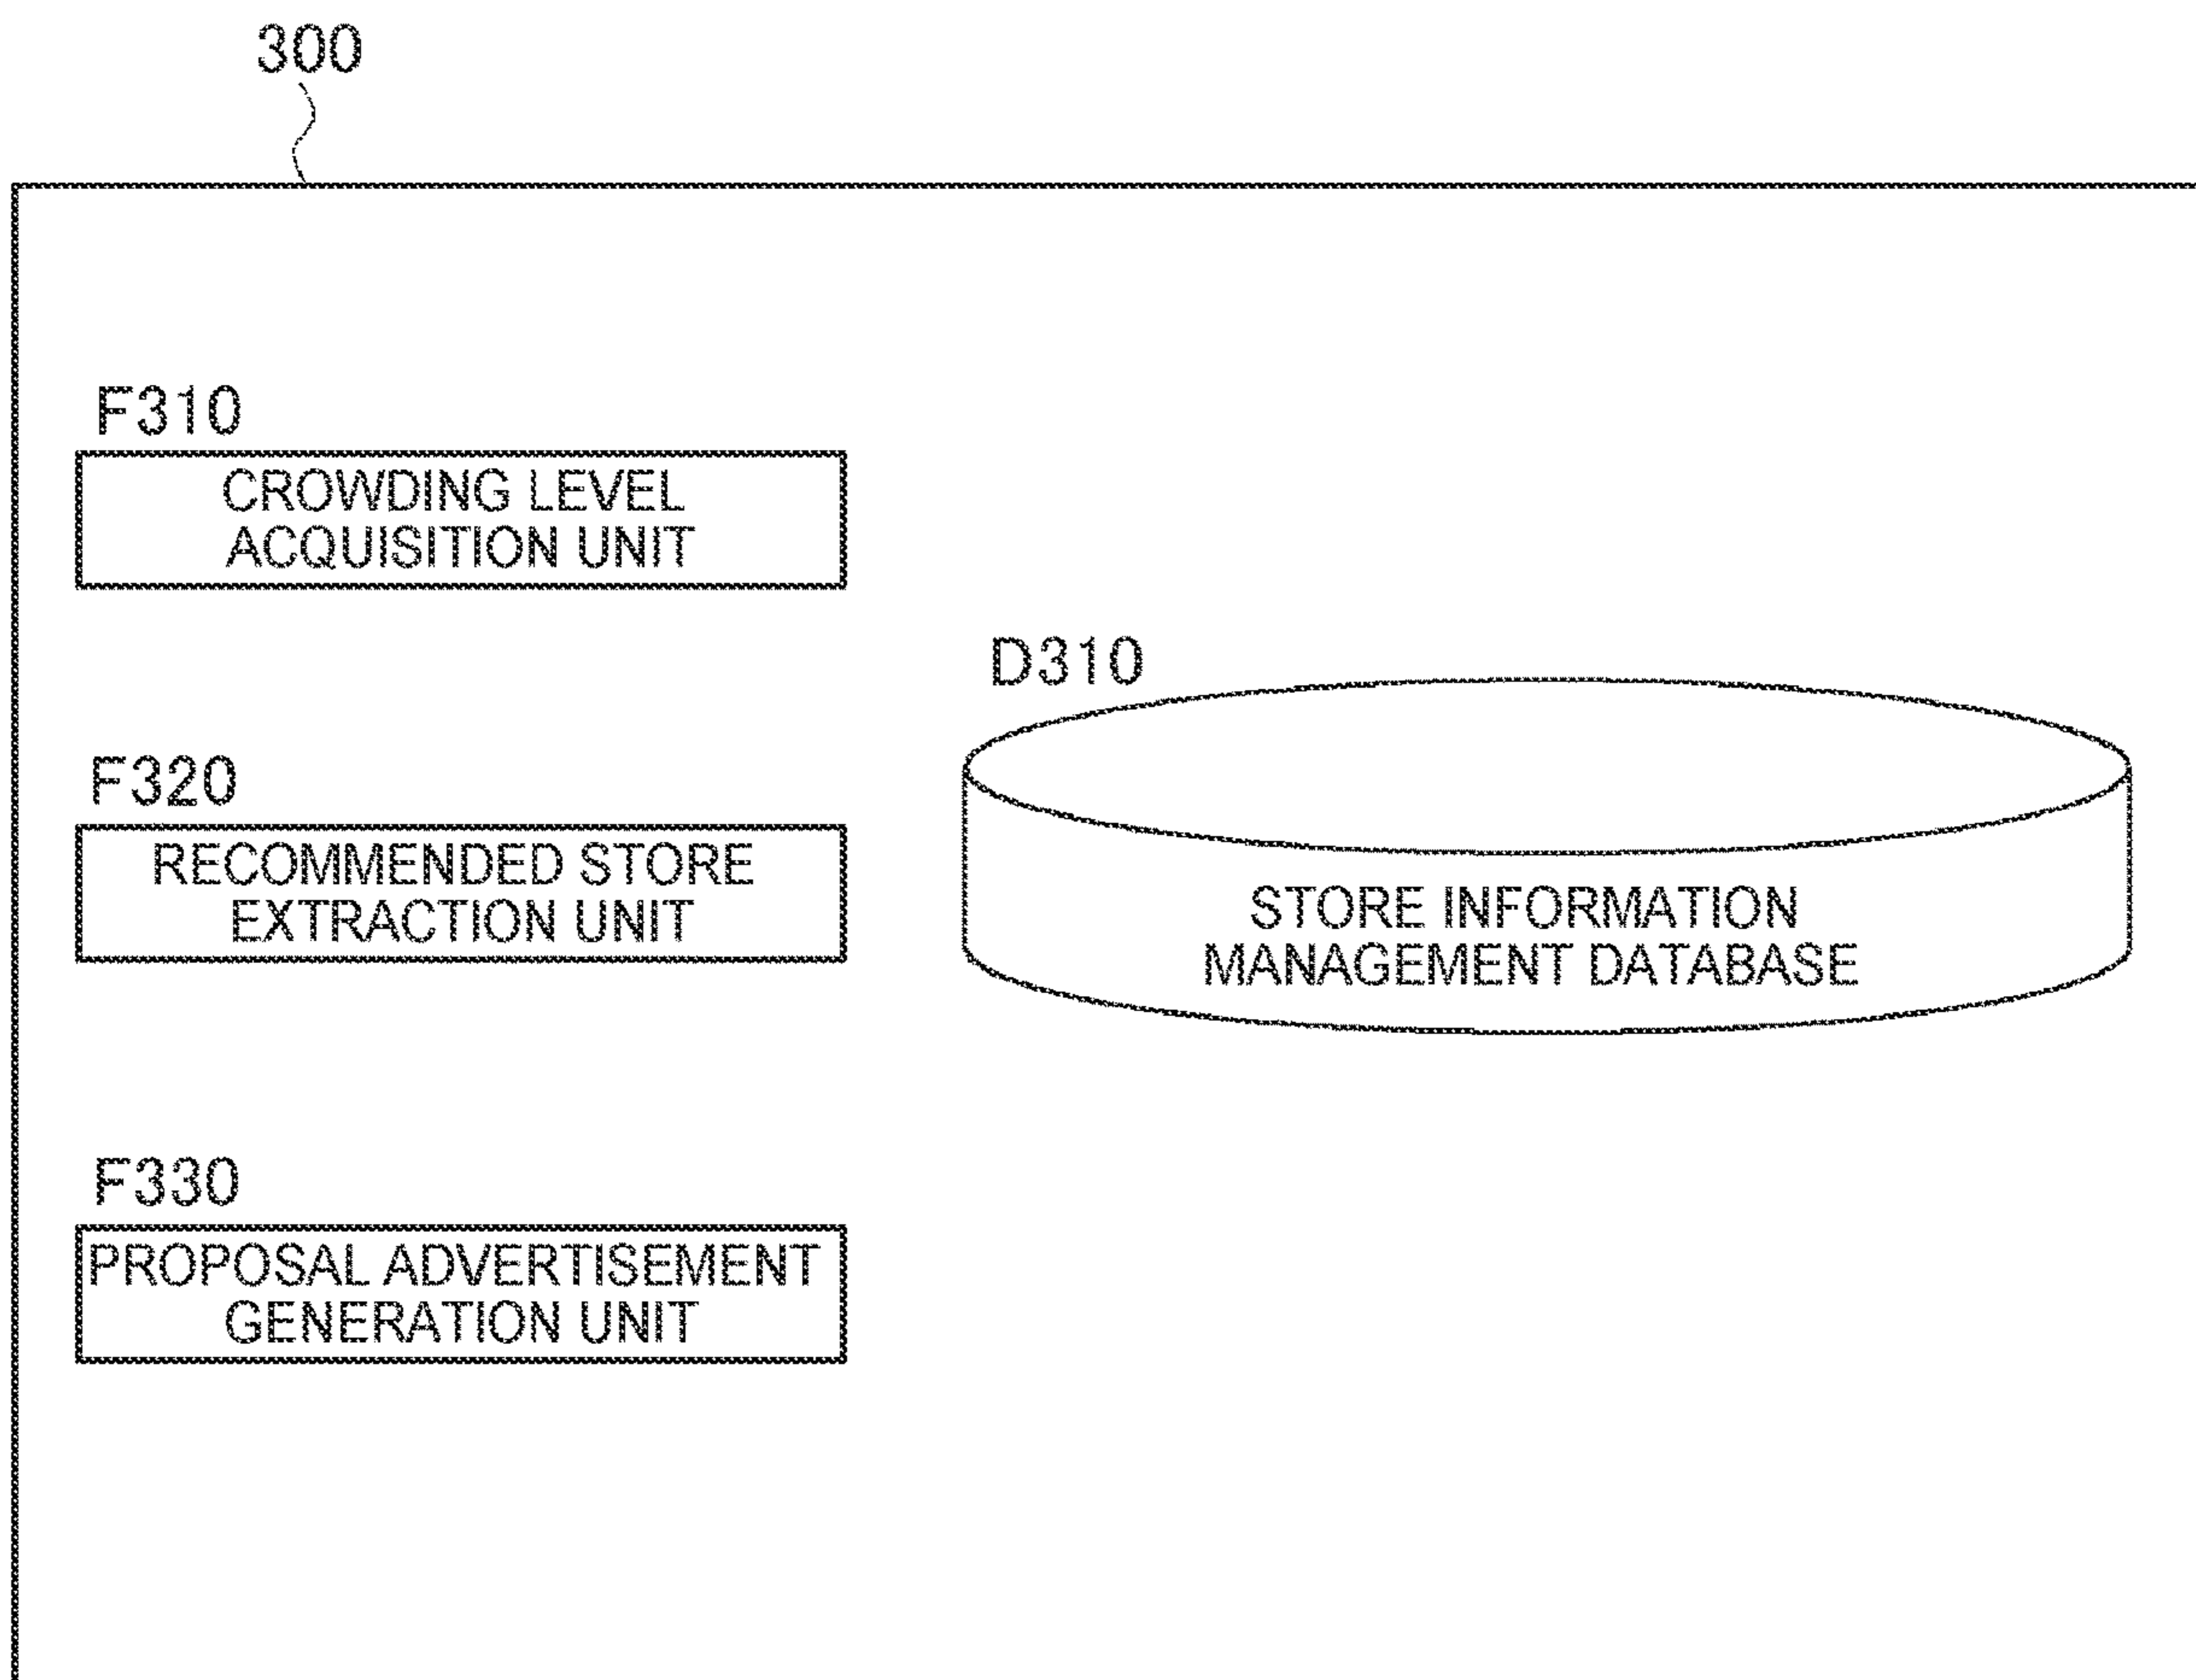 300
F310
CROWDING LEVEL
ACQUISITION UNIT
D310
F320
RECOMMENDED STORE
EXTRACTION UNIT
STORE INFORMATION
MANAGEMENT DATABASE
F330
PROPOSAL ADVERTISEMENT
GENERATION UNIT